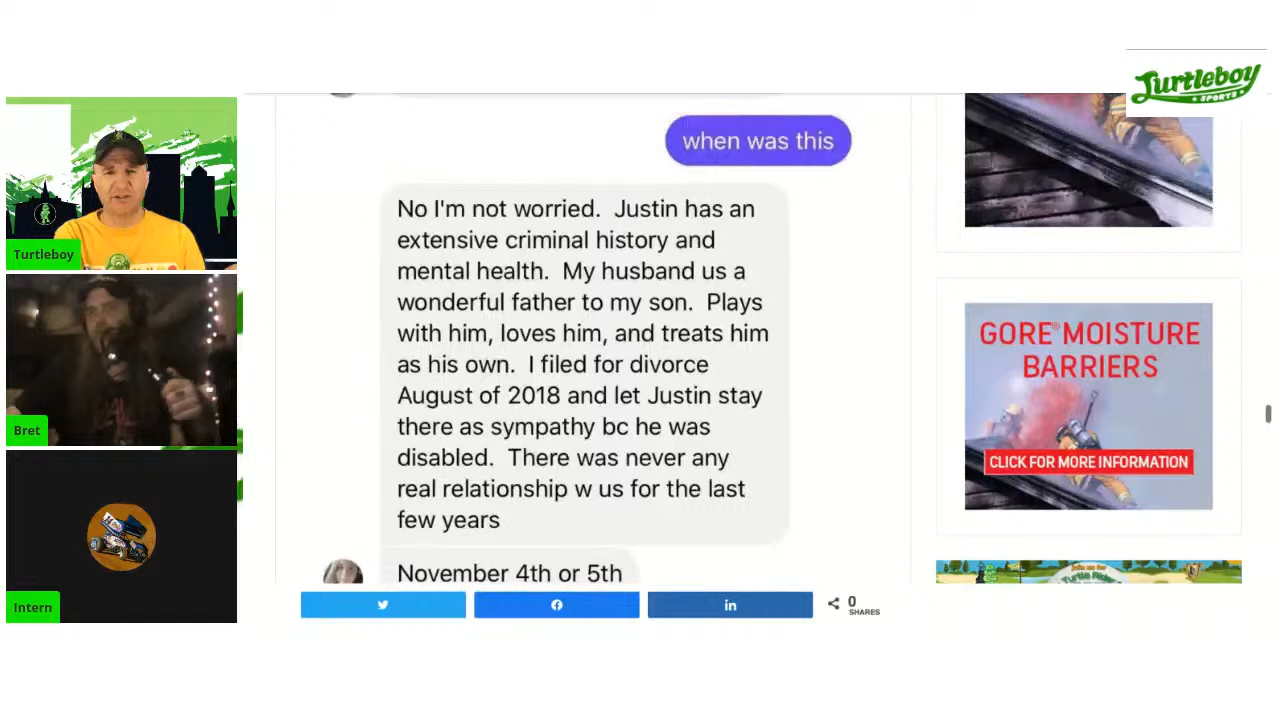 Turtleboy
SPORTS
when was this
No I'm not worried. Justin has an
extensive criminal history and
mental health. My husband us a
wonderful father to my son. Plays
with him, loves him, and treats him
as his own. I filed for divorce
August of 2018 and let Justin stay
there as sympathy bc he was
disabled. There was never any
real relationship w us for the last
few years
November 4th or 5th
Turtleboy
Bret
Intern
GORE® MOISTURE
BARRIERS
CLICK FOR MORE INFORMATION
Join us for the
0
SHARES